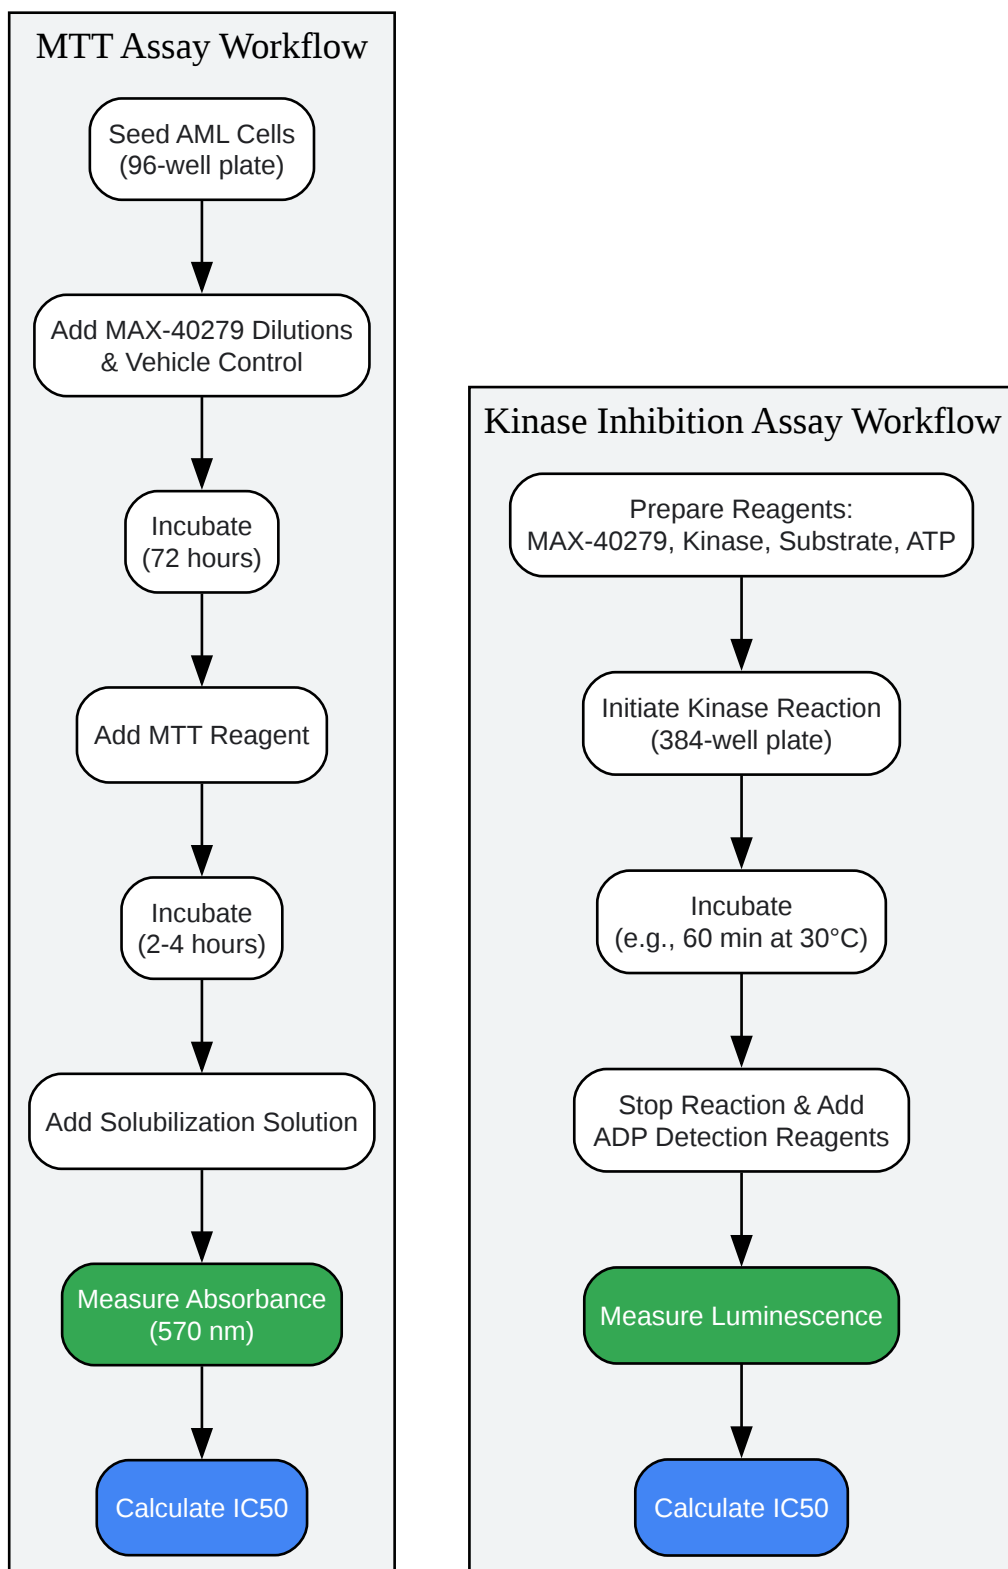 MTT Assay Workflow
Seed AML Cells
(96-well plate)
Add MAX-40279 Dilutions
& Vehicle Control
Incubate
(72 hours)
Add MTT Reagent
Incubate
(2-4 hours)
Add Solubilization Solution
Measure Absorbance
(570 nm)
Calculate IC50
Kinase Inhibition Assay Workflow
Prepare Reagents:
MAX-40279, Kinase, Substrate, ATP
Initiate Kinase Reaction
(384-well plate)
Incubate
(e.g., 60 min at 30°C)
Stop Reaction & Add
ADP Detection Reagents
Measure Luminescence
Calculate IC50